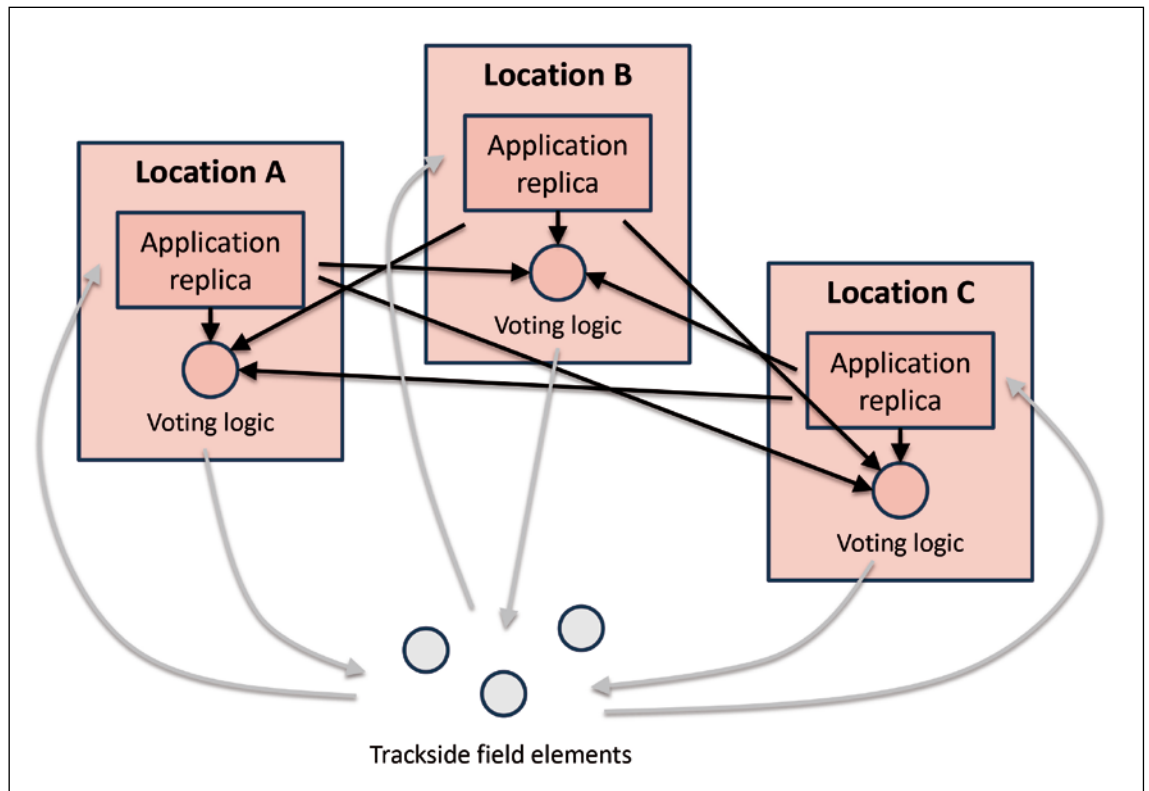 Location A
Application
replica
Voting logic
Location B
Application
replica
Voting logic
Location C
Application
replica
Voting logic
Trackside field elements